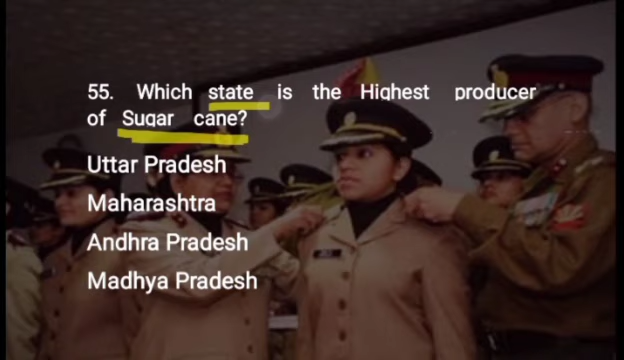 55. Which state is the Highest producer
of Sugar cane?
Uttar Pradesh
Maharashtra
Andhra Pradesh
Madhya Pradesh